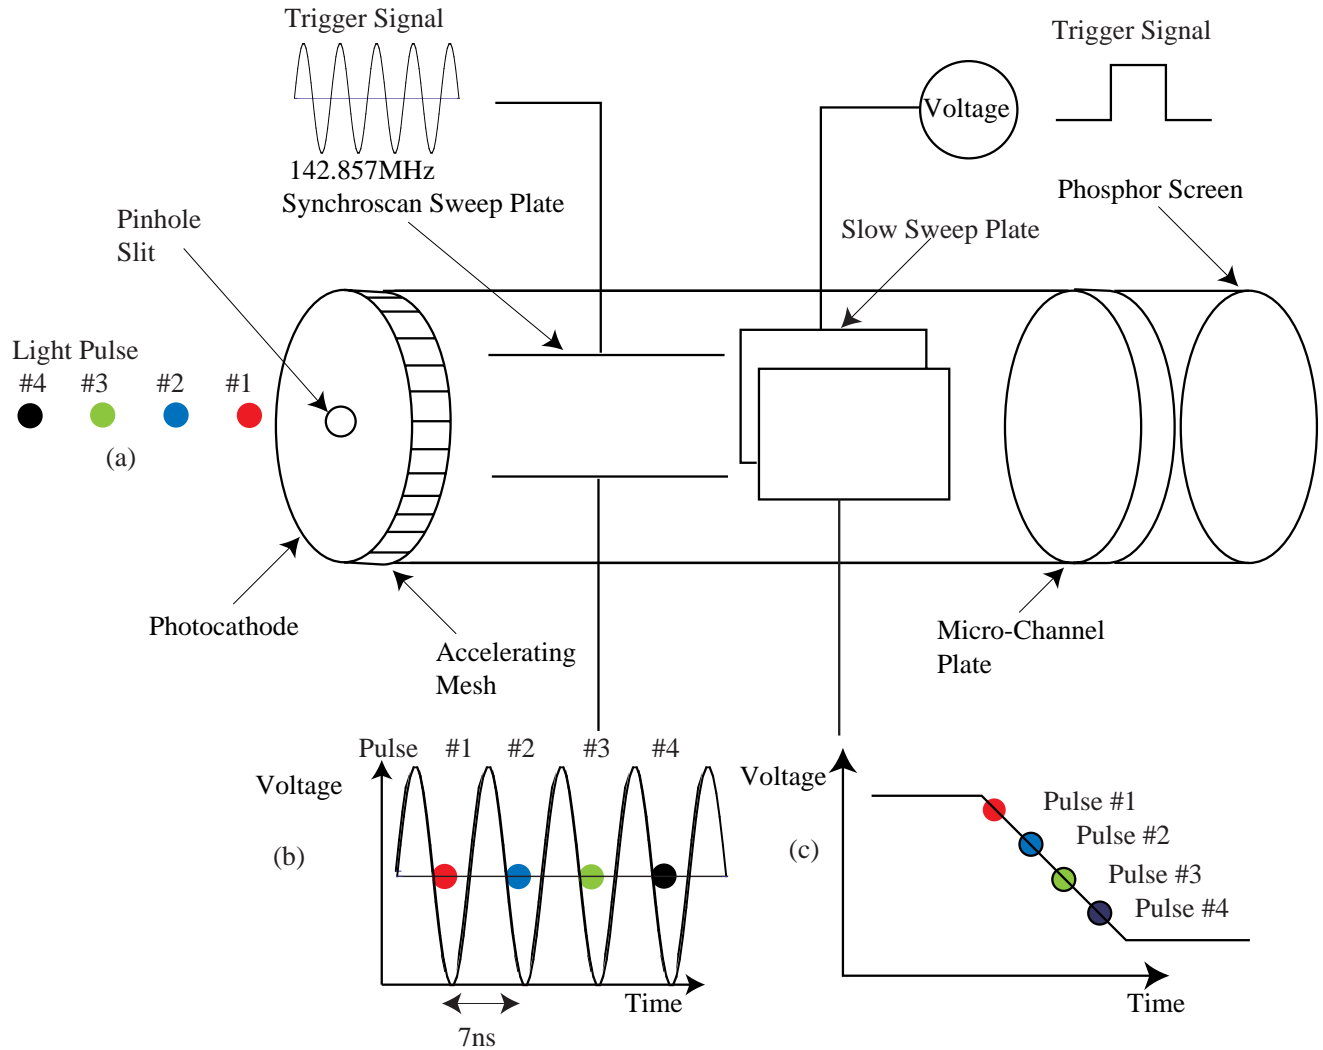 Trigger Signal
142.857MHz
Synchroscan Sweep Plate
Trigger Signal
Voltage
Phosphor Screen
Pinhole
Slit
Slow Sweep Plate
Light Pulse
#4 #3 #2 #1
(a)
Photocathode
Accelerating
Mesh
Micro-Channel
Plate
Pulse #1 #2 #3 #4
Voltage
(b)
Time
7ns
Voltage
Pulse #1
Pulse #2
(c)
Pulse #3
Pulse #4
Time